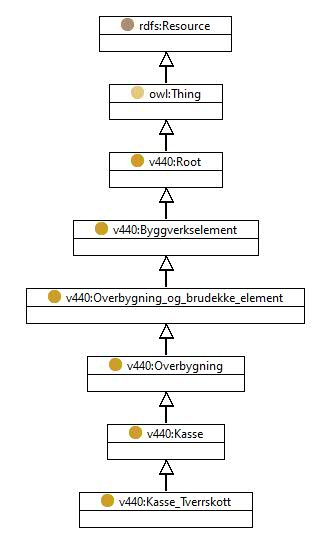 rdfs:Resource
owl:Thing
v440:Root
v440:Byggverkselement
v440:Overbygning_og_brudekke_element
v440:Overbygning
v440:Kasse
v440:Kasse_Tverrskott